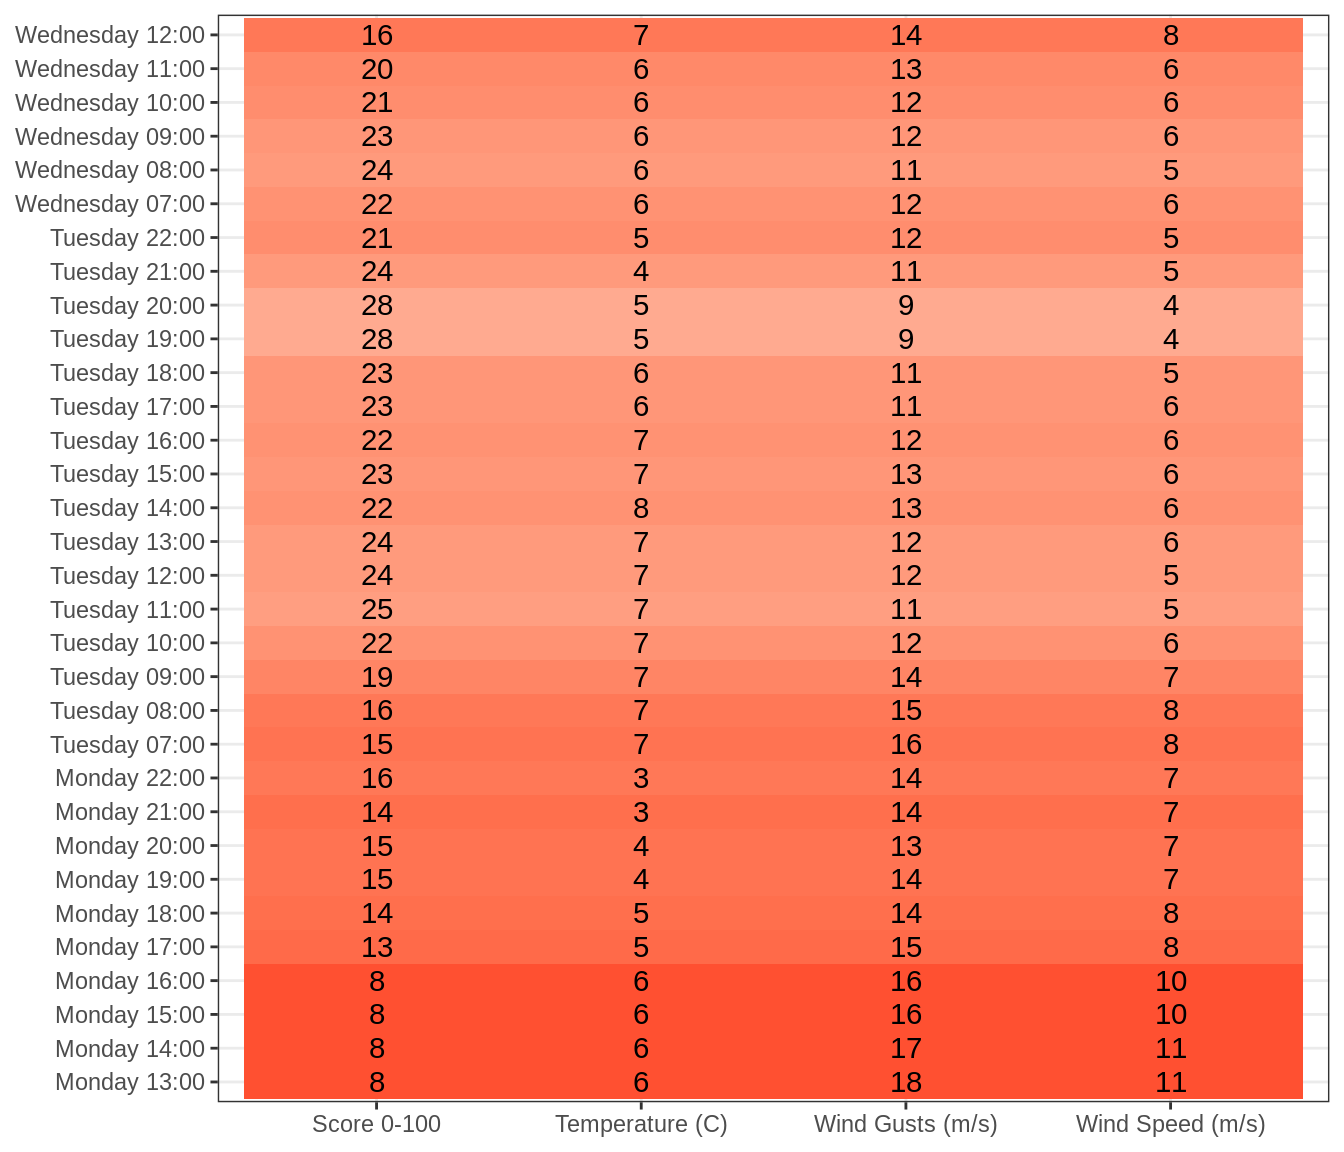 Wednesday 12:00 16 7 14 8
Wednesday 11:00 20 6 13 6
Wednesday 10:00 21 6 12 6
Wednesday 09:00 23 6 12 6
Wednesday 08:00 24 6 11 5
Wednesday 07:00 22 6 12 6
Tuesday 22:00 21 5 12 5
Tuesday 21:00 24 4 11 5
Tuesday 20:00 28 5 9 4
Tuesday 19:00 28 5 9 4
Tuesday 18:00 23 6 11 5
Tuesday 17:00 23 6 11 6
Tuesday 16:00 22 7 12 6
Tuesday 15:00 23 7 13 6
Tuesday 14:00 22 8 13 6
Tuesday 13:00 24 7 12 6
Tuesday 12:00 24 7 12 5
Tuesday 11:00 25 7 11 5
Tuesday 10:00 22 7 12 6
Tuesday 09:00 19 7 14 7
Tuesday 08:00 16 7 15 8
Tuesday 07:00 15 7 16 8
Monday 22:00 16 3 14 7
Monday 21:00 14 3 14 7
Monday 20:00 15 4 13 7
Monday 19:00 15 4 14 7
Monday 18:00 14 5 14 8
Monday 17:00 13 5 15 8
Monday 16:00 8 6 16 10
Monday 15:00 8 6 16 10
Monday 14:00 8 6 17 11
Monday 13:00 8 6 18 11
Score 0-100 Temperature (C) Wind Gusts (m/s) Wind Speed (m/s)